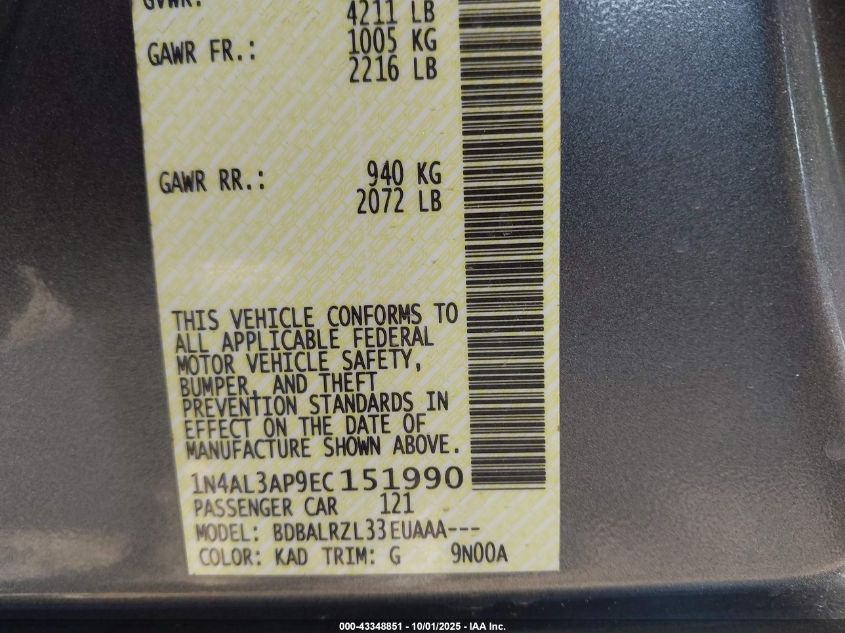 GVWR:
4211 LB
GAWR FR.: 1005 KG
2216 LB
GAWR RR.: 940 KG
2072 LB
THIS VEHICLE CONFORMS TO
ALL APPLICABLE FEDERAL
MOTOR VEHICLE SAFETY,
BUMPER, AND THEFT
PREVENTION STANDARDS IN
EFFECT ON THE DATE OF
MANUFACTURE SHOWN ABOVE.
1N4AL3AP9EC151990
PASSENGER CAR 121
MODEL: BDBALRZL33EUAAA---
COLOR: KAD TRIM: G 9N00A
000-43348851 - 10/01/2025 - IAA Inc.